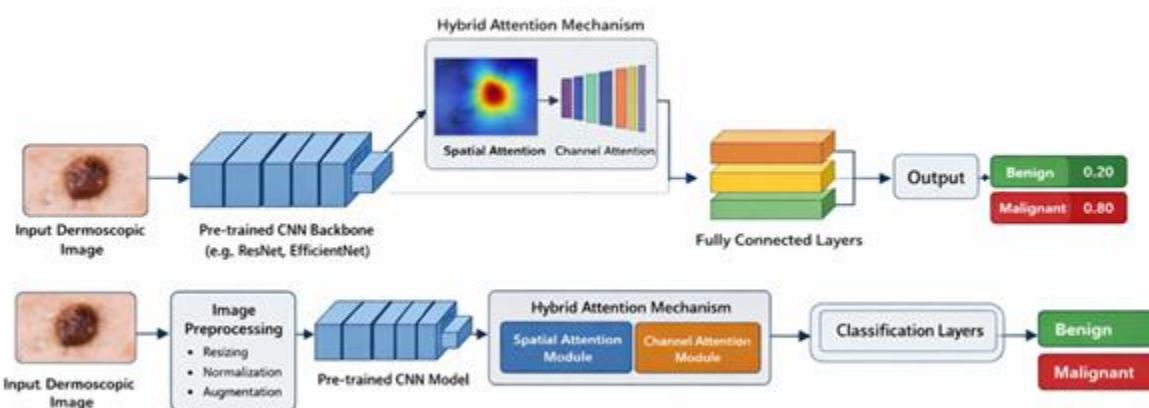 Hybrid Attention Mechanism
Spatial Attention
Channel Attention
Input Dermoscopic
Image
Pre-trained CNN Backbone
(e.g. ResNet, EfficientNet)
Fully Connected Layers
Output
Benign 0.20
Malignant 0.80
Input Dermoscopic
Image
Image
Preprocessing
• Resizing
• Normalization
• Augmentation
Pre-trained CNN Model
Hybrid Attention Mechanism
Spatial Attention
Module
Channel Attention
Module
Classification Layers
Benign
Malignant